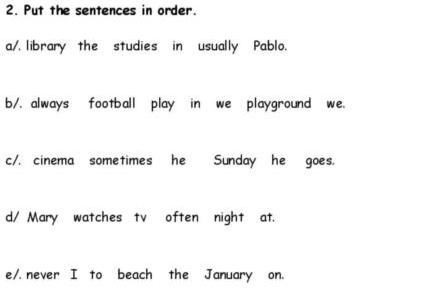 2. Put the sentences in order.
a/. library the studies in usually Pablo.
b/. always football play in we playground we.
c/. cinema sometimes he Sunday he goes.
d/ Mary watches tv often night at.
e/. never I to beach the January on.